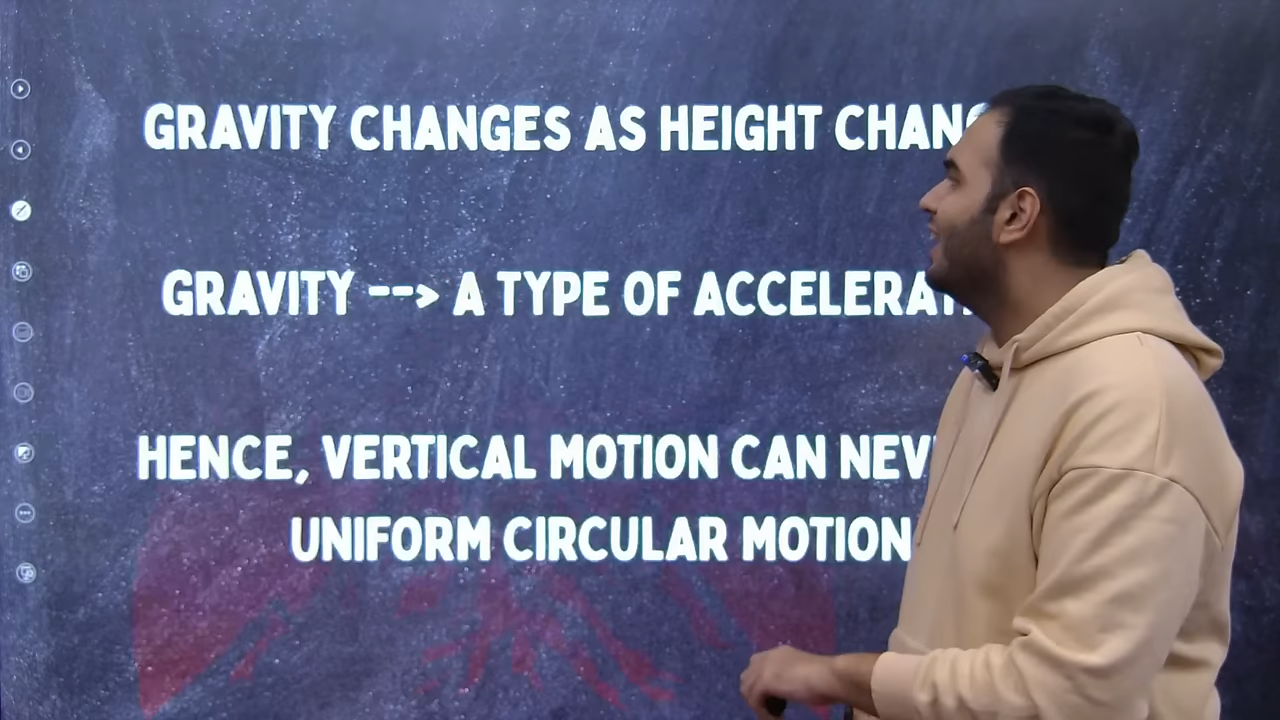 GRAVITY CHANGES AS HEIGHT
GRAVITY --> A TYPE OF
HENCE, VERTICAL MOTION CAN
UNIFORM CIRCULAR MOTION